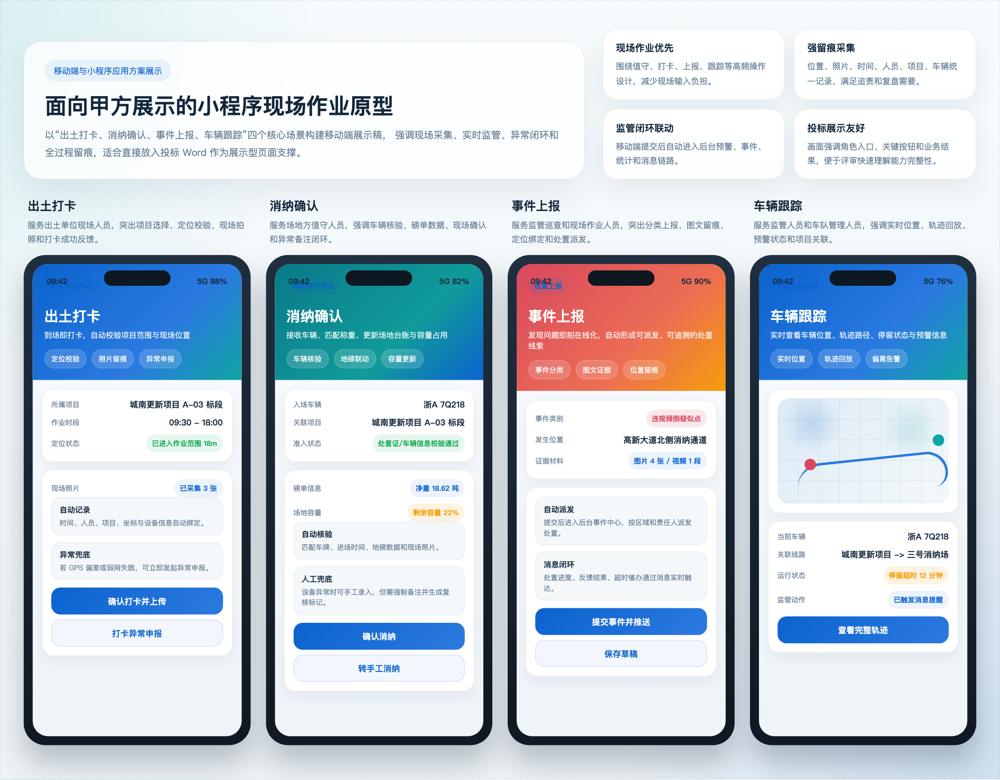 移动端与小程序应用方案展示
面向甲方展示的小程序现场作业原型
以“出土打卡、消纳确认、事件上报、车辆跟踪”四个核心场景构建移动端展示稿， 强调现场采集、实时监管、异常闭环和
全过程留痕，适合直接放入投标 Word 作为展示型页面支撑。
现场作业优先
围绕值守、打卡、上报、跟踪等高频操作
设计，减少现场输入负担。
强留痕采集
位置、照片、时间、人员、项目、车辆统
一记录，满足追责和复盘需要。
监管闭环联动
移动端提交后自动进入后台预警、事件、
统计和消息链路。
投标展示友好
画面强调角色入口、关键按钮和业务结
果，便于评审快速理解能力完整性。
出土打卡
服务出土单位现场人员，突出项目选择、定位校验、现场拍
照和打卡成功反馈。
09:42
5G 88%
出土打卡
到场即打卡，自动校验项目范围与现场位置
定位校验
照片留痕
异常申报
所属项目
城南更新项目 A-03 标段
作业时段
09:30 – 18:00
定位状态
已进入作业范围 18m
现场照片
已采集 3 张
自动记录
时间、人员、项目、坐标与设备信息自动绑定。
异常兜底
若 GPS 偏差或弱网失败，可立即发起异常申报。
确认打卡并上传
打卡异常申报
消纳确认
服务场地方值守人员，强调车辆核验、磅单数据、现场确认
和异常备注闭环。
09:42
5G 82%
场地值守作业
消纳确认
接收车辆、匹配称重、更新场地台账与容量占用
车辆核验
地磅联动
容量更新
入场车辆
浙A 7Q218
关联项目
城南更新项目 A-03 标段
准入状态
处置证/车辆信息校验通过
磅单信息
净重 18.62 吨
场地容量
剩余容量 22%
自动核验
匹配车牌、进场时间、地磅数据和现场照片。
人工兜底
设备异常时可手工录入，但需强制备注并生成复
核标记。
确认消纳
转手工消纳
事件上报
服务监管巡查和现场作业人员，突出分类上报、图文留痕、
定位绑定和处置派发。
09:42
5G 90%
巡查上报
事件上报
发现问题即刻在线化，自动形成可派发、可追溯的处置
线索
事件分类
图文证据
位置留痕
事件类别
违规倾倒疑似点
发生位置
高新大道北侧消纳通道
证据材料
图片 4 张 / 视频 1 段
自动派发
提交后进入后台事件中心，按区域和责任人派发
处置。
消息闭环
处置进度、反馈结果、超时催办通过消息实时触
达。
提交事件并推送
保存草稿
车辆跟踪
服务监管人员和车队管理人员，强调实时位置、轨迹回放、
预警状态和项目关联。
09:42
5G 76%
车辆跟踪
实时查看车辆位置、轨迹路径、停留状态与预警信息
实时位置
轨迹回放
偏离告警
当前车辆
浙A 7Q218
关联线路
城南更新项目 -> 三号消纳场
运行状态
停留超时 12 分钟
监管动作
已触发消息提醒
查看完整轨迹